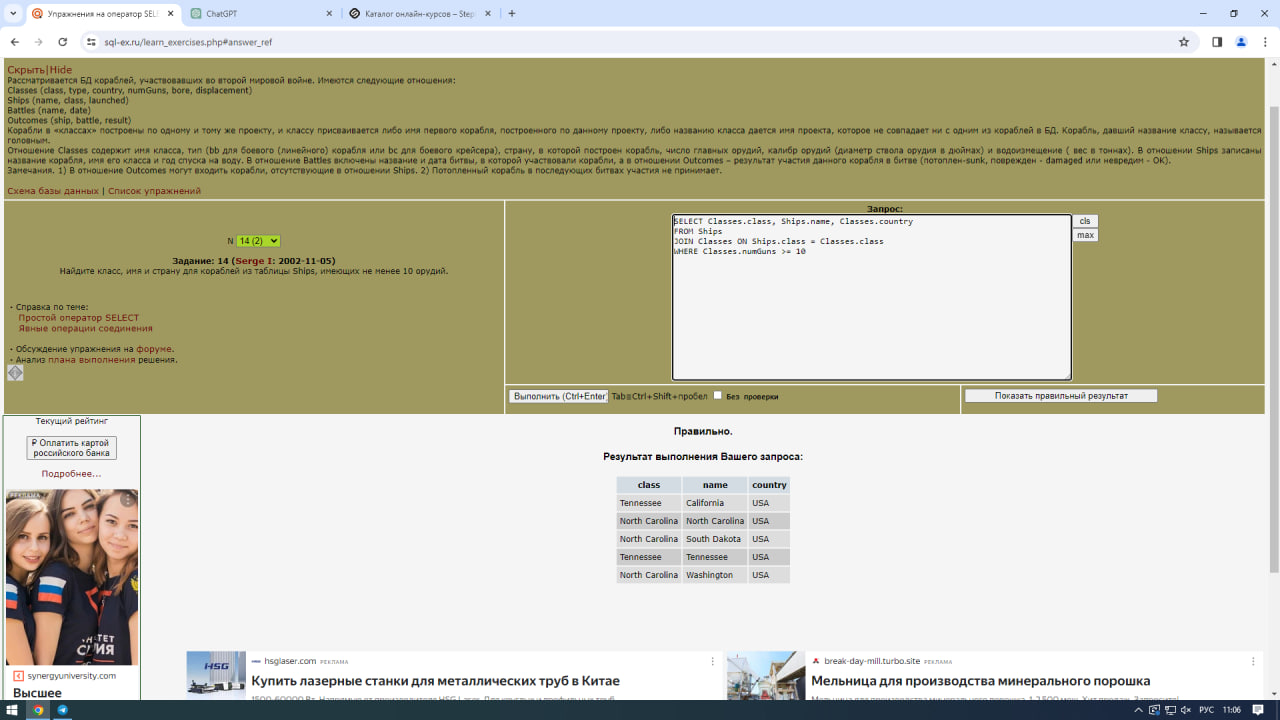 Упражнения на оператор SELE
ChatGPT
Каталог онлайн-курсов – Step
sql-ex.ru/learn_exercises.php#answer_ref
Скрыть|Hide
Рассматривается БД кораблей, участвовавших во второй мировой войне. Имеются следующие отношения:
Classes (class, type, country, numGuns, bore, displacement)
Ships (name, class, launched)
Battles (name, date)
Outcomes (ship, battle, result)
Корабли в «классах» построены по одному и тому же проекту, и классу присваивается либо имя первого корабля, построенного по данному проекту, либо названию класса дается имя проекта, которое не совпадает ни с одним из кораблей в БД. Корабль, давший название классу, называется
головным.
Отношение Classes содержит имя класса, тип (bb для боевого (линейного) корабля или bc для боевого крейсера), страну, в которой построен корабль, число главных орудий, калибр орудий (диаметр ствола орудия в дюймах) и водоизмещение ( вес в тоннах). В отношении Ships записаны
название корабля, имя его класса и год спуска на воду. В отношение Battles включены название и дата битвы, в которой участвовали корабли, а в отношении Outcomes – результат участия данного корабля в битве (потоплен-sunk, поврежден - damaged или невредим - OK).
Замечания. 1) В отношение Outcomes могут входить корабли, отсутствующие в отношении Ships. 2) Потопленный корабль в последующих битвах участия не принимает.
Схема базы данных | Список упражнений
N 14 (2)
Задание: 14 (Serge I: 2002-11-05)
Найдите класс, имя и страну для кораблей из таблицы Ships, имеющих не менее 10 орудий.
· Справка по теме:
Простой оператор SELECT
Явные операции соединения
· Обсуждение упражнения на форуме.
· Анализ плана выполнения решения.
Запрос:
SELECT Classes.class, Ships.name, Classes.country
FROM Ships
JOIN Classes ON Ships.class = Classes.class
WHERE Classes.numGuns >= 10
cls
max
Выполнить (Ctrl+Enter) Tab≡Ctrl+Shift+пробел Без проверки
Показать правильный результат
Текущий рейтинг
₽ Оплатить картой
российского банка
Подробнее...
РЕКЛАМА
synergyuniversity.com
Высшее
Правильно.
Результат выполнения Вашего запроса:
class name country
Tennessee California USA
North Carolina North Carolina USA
North Carolina South Dakota USA
Tennessee Tennessee USA
North Carolina Washington USA
HSG
hsglaser.com РЕКЛАМА
Купить лазерные станки для металлических труб в Китае
break-day-mill.turbo.site РЕКЛАМА
Мельница для производства минерального порошка
РУС 11:06